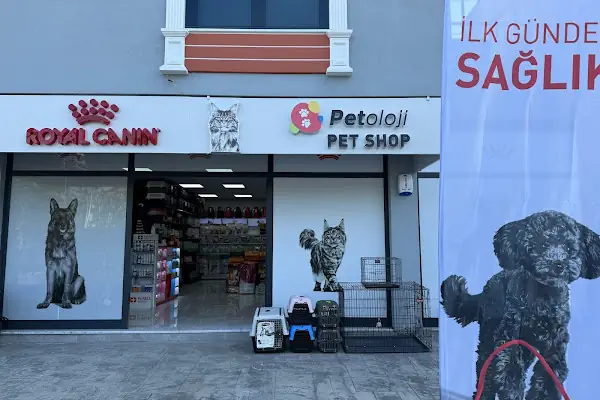 ROYAL CANIN
Petoloji
PET SHOP
İLK GÜNDE
SAĞLIK